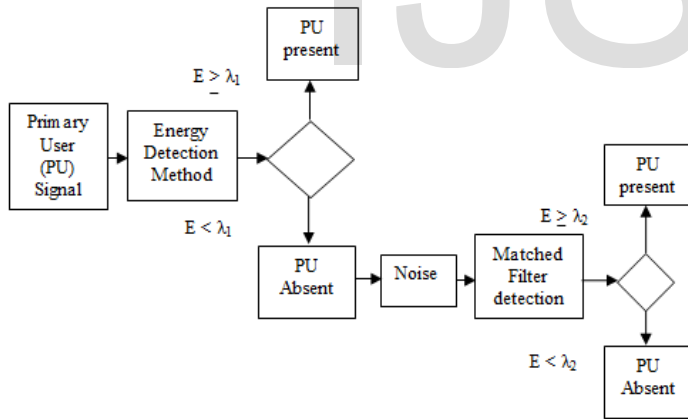 PU
present
E ≥ λ1
Primary
User
(PU)
Signal
Energy
Detection
Method
E < λ1
PU
Absent
Noise
Matched
Filter
detection
E ≥ λ2
PU
present
E < λ2
PU
Absent